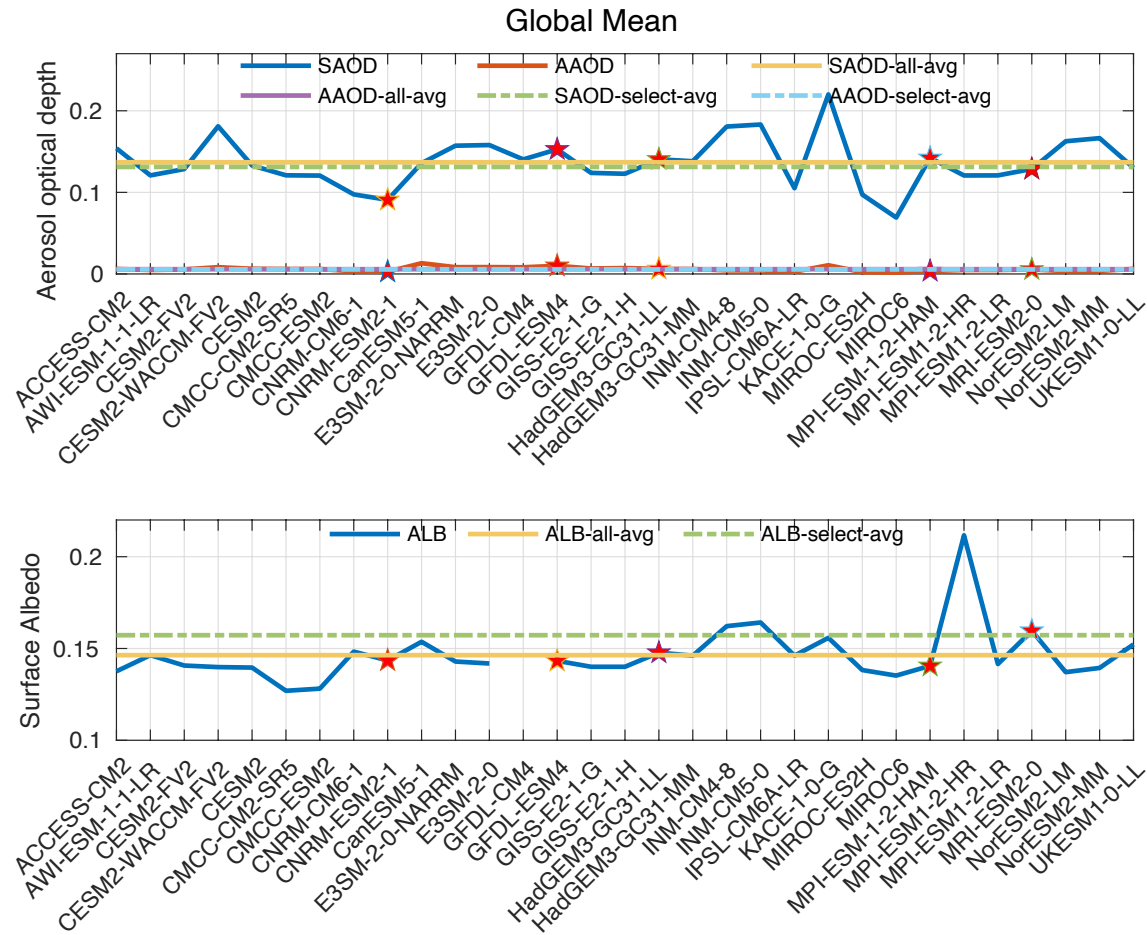 Global Mean
SAOD AAOD SAOD-all-avg
AAOD-all-avg SAOD-select-avg AAOD-select-avg
Aerosol optical depth
0.2
0.1
0
ACCESS-CM2
AWI-ESM-1-1-LR
CESM2-FV2
CESM2-WACCM-FV2
CESM2
CMCC-CM2-SR5
CMCC-ESM2
CNRM-CM6-1
CNRM-ESM2-1
CanESM5-1
E3SM-2-0-NARRM
E3SM-2-0
GFDL-CM4
GFDL-ESM4
GISS-E2-1-G
GISS-E2-1-H
HadGEM3-GC31-LL
HadGEM3-GC31-MM
INM-CM4-8
INM-CM5-0
IPSL-CM6A-LR
KACE-1-0-G
MIROC-ES2H
MIROC6
MPI-ESM-1-2-HAM
MPI-ESM1-2-HR
MPI-ESM1-2-LR
MRI-ESM2-0
NorESM2-LM
NorESM2-MM
UKESM1-0-LL
ALB ALB-all-avg ALB-select-avg
Surface Albedo
0.2
0.15
0.1
ACCESS-CM2
AWI-ESM-1-1-LR
CESM2-FV2
CESM2-WACCM-FV2
CESM2
CMCC-CM2-SR5
CMCC-ESM2
CNRM-CM6-1
CNRM-ESM2-1
CanESM5-1
E3SM-2-0-NARRM
E3SM-2-0
GFDL-CM4
GFDL-ESM4
GISS-E2-1-G
GISS-E2-1-H
HadGEM3-GC31-LL
HadGEM3-GC31-MM
INM-CM4-8
INM-CM5-0
IPSL-CM6A-LR
KACE-1-0-G
MIROC-ES2H
MIROC6
MPI-ESM-1-2-HAM
MPI-ESM1-2-HR
MPI-ESM1-2-LR
MRI-ESM2-0
NorESM2-LM
NorESM2-MM
UKESM1-0-LL